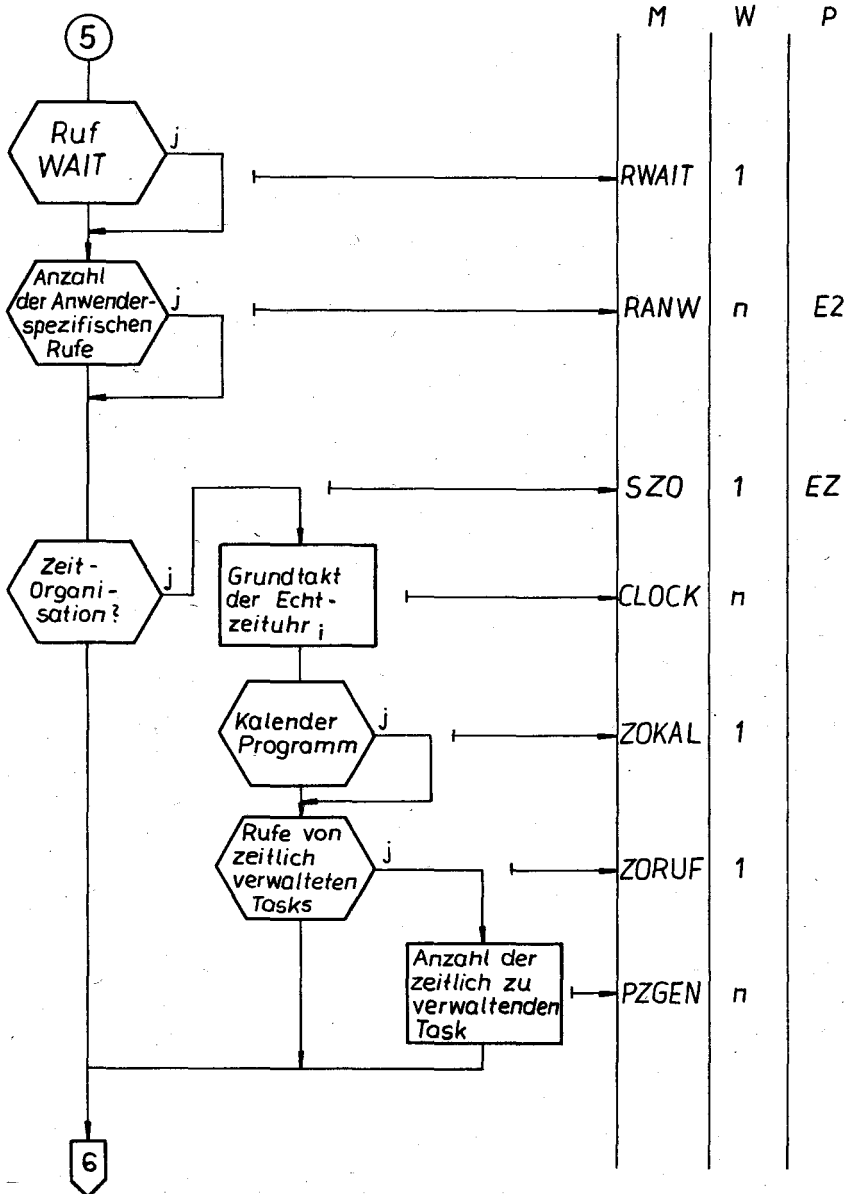 M W P
5
Ruf
WAIT
j
RWAIT 1
Anzahl
der Anwender-
spezifischen
Rufe
j
RANW n E2
SZO 1 EZ
Zeit-
Organi-
sation?
j
Grundtakt
der Echt-
zeituhr j
CLOCK n
Kalender
Programm
j
ZOKAL 1
Rufe von
zeitlich
verwalteten
Tasks
j
ZORUF 1
Anzahl der
zeitlich zu
verwaltenden
Task
PZGEN n
6